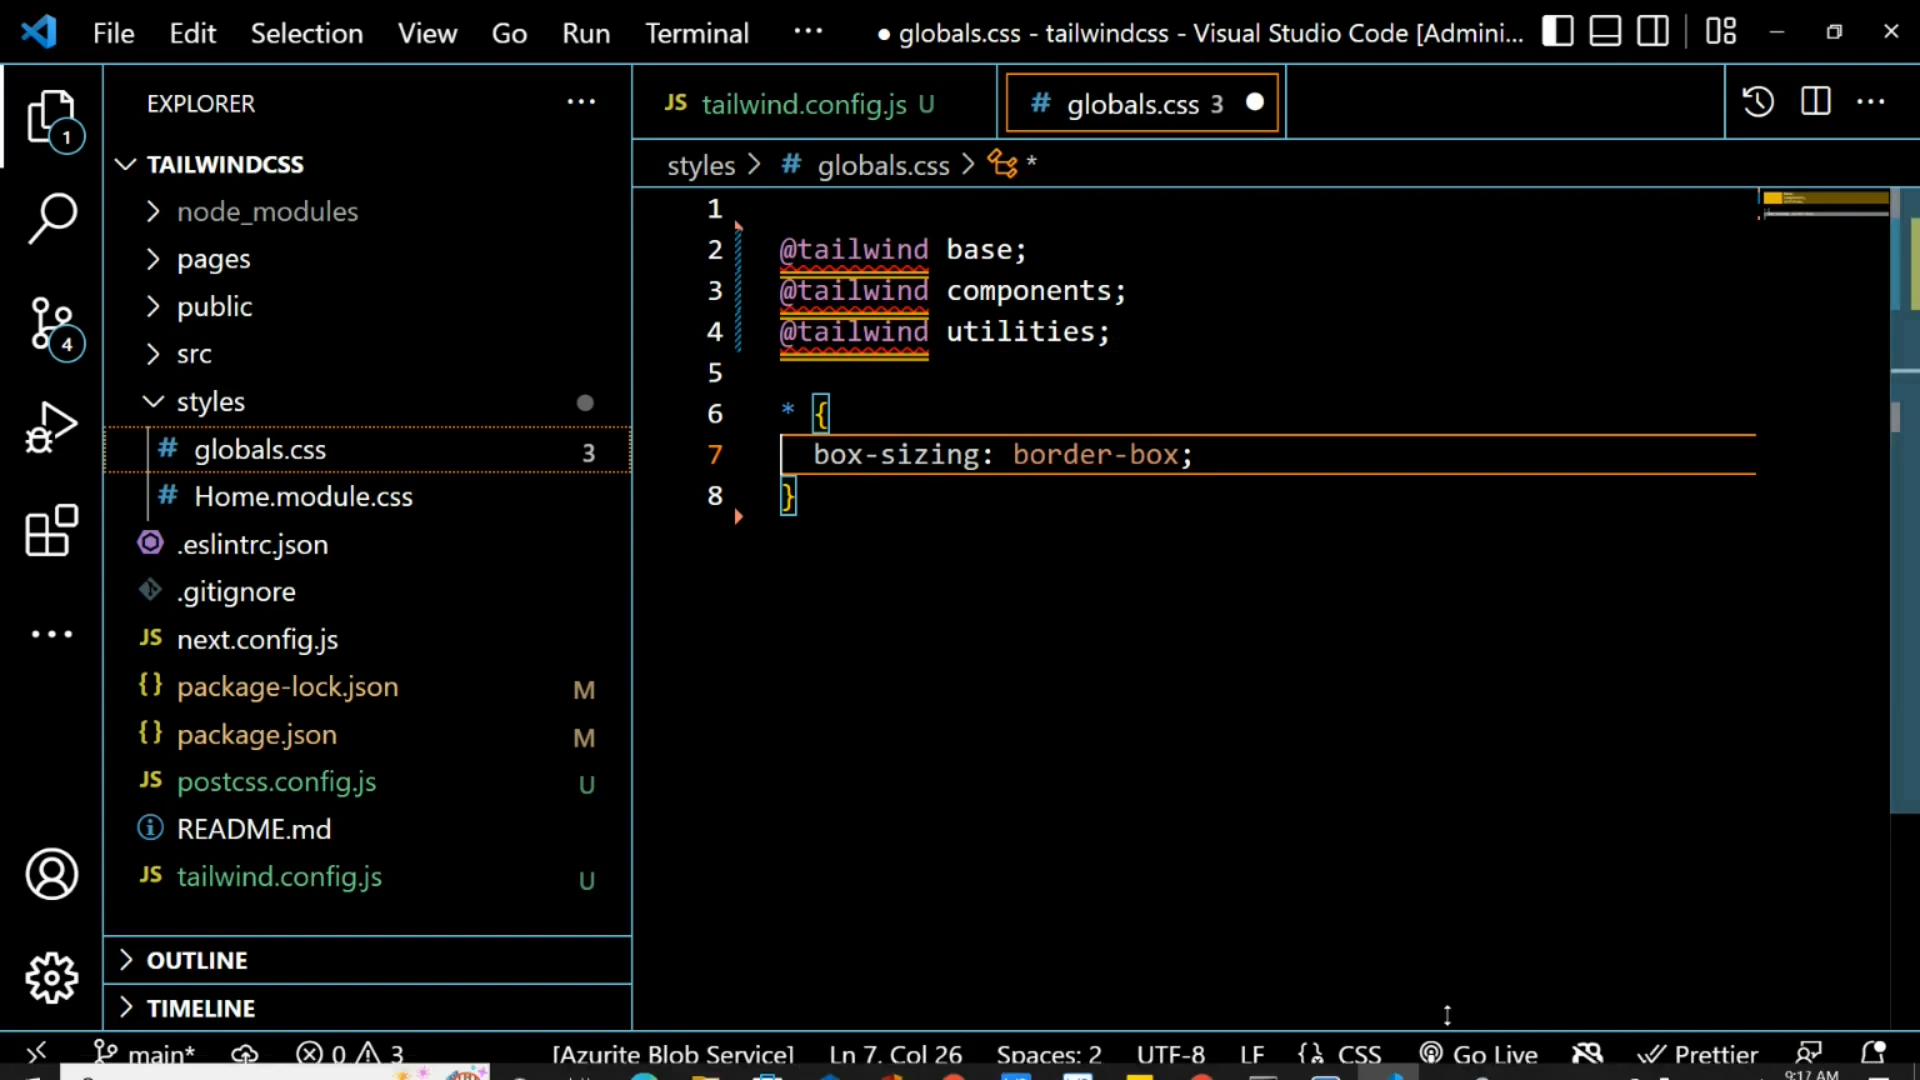 File Edit Selection View Go Run Terminal ··· ● globals.css - tailwindcss - Visual Studio Code [Admini...
EXPLORER ···
TAILWINDCSS
node_modules
pages
public
src
styles
# globals.css 3
# Home.module.css
.eslintrc.json
.gitignore
JS next.config.js
{} package-lock.json M
{} package.json M
JS postcss.config.js U
README.md
JS tailwind.config.js U
OUTLINE
TIMELINE
1
4
JS tailwind.config.js U
# globals.css 3
styles > # globals.css > *
1
2 @tailwind base;
3 @tailwind components;
4 @tailwind utilities;
5
6 * {
7 box-sizing: border-box;
8 }
main* 0 3 [Azurite Blob Service] Ln 7, Col 26 Spaces: 2 UTF-8 LF CSS Go Live Prettier
9:17 AM